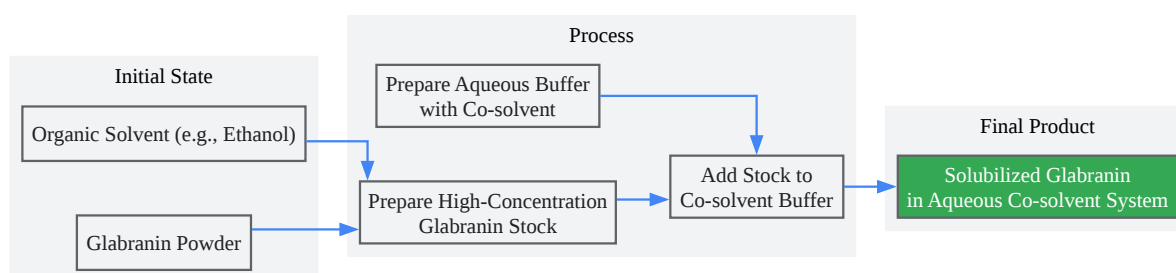 Initial State
Organic Solvent (e.g., Ethanol)
Glabranin Powder
Process
Prepare Aqueous Buffer
with Co-solvent
Prepare High-Concentration
Glabranin Stock
Add Stock to
Co-solvent Buffer
Final Product
Solubilized Glabranin
in Aqueous Co-solvent System